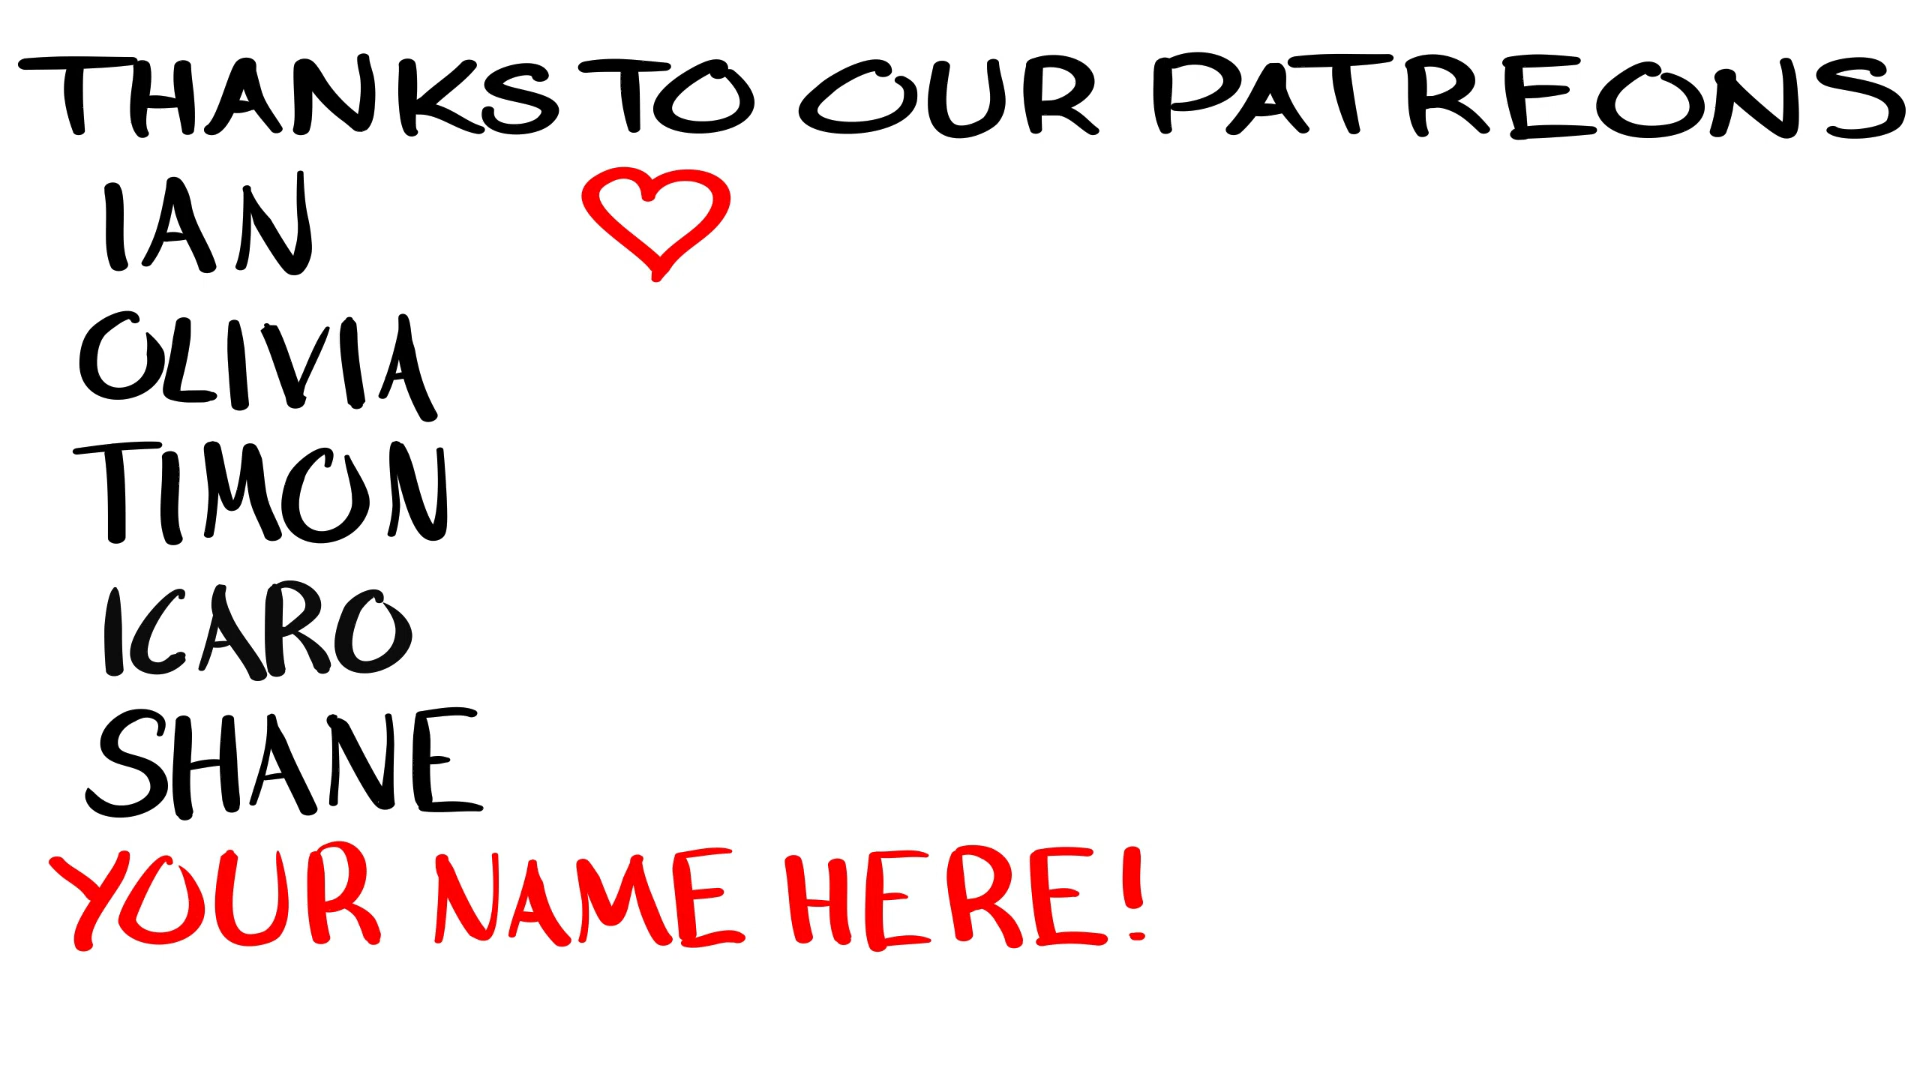 THANKS TO OUR PATREONS
IAN
OLIVIA
TIMON
ICARO
SHANE
YOUR NAME HERE!